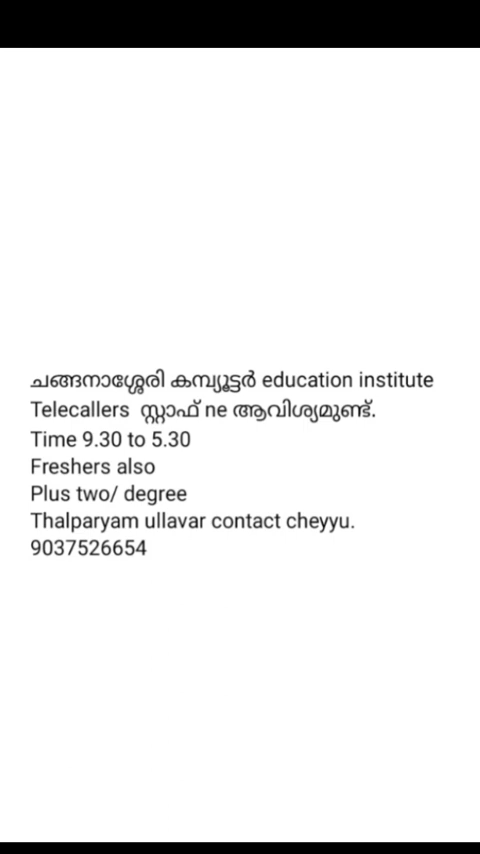 ചങ്ങനാശ്ശേരി കമ്പ്യൂട്ടർ education institute
Telecallers സ്റ്റാഫ് ne ആവിശ്യമുണ്ട്.
Time 9.30 to 5.30
Freshers also
Plus two/ degree
Thalparyam ullavar contact cheyyu.
9037526654